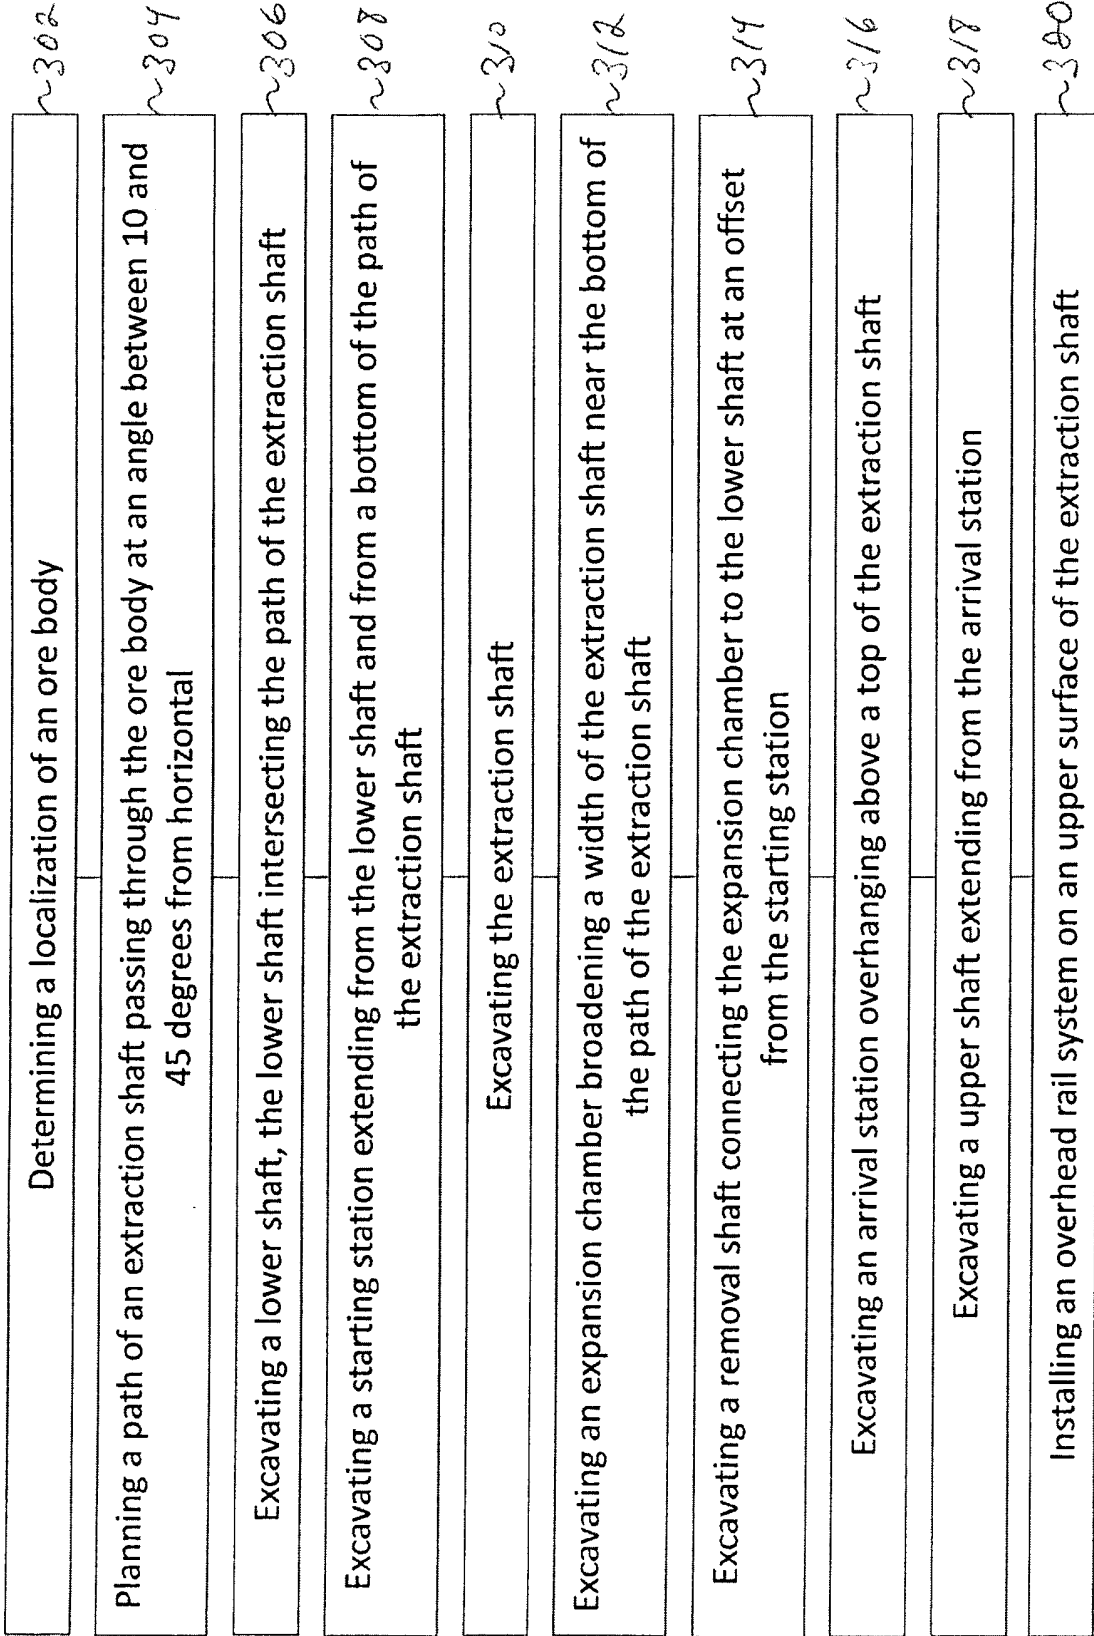 Determining a localization of an ore body
~302
Planning a path of an extraction shaft passing through the ore body at an angle between 10 and
45 degrees from horizontal
~304
Excavating a lower shaft, the lower shaft intersecting the path of the extraction shaft
~306
Excavating a starting station extending from the lower shaft and from a bottom of the path of
the extraction shaft
~308
Excavating the extraction shaft
~310
Excavating an expansion chamber broadening a width of the extraction shaft near the bottom of
the path of the extraction shaft
~312
Excavating a removal shaft connecting the expansion chamber to the lower shaft at an offset
from the starting station
~314
Excavating an arrival station overhanging above a top of the extraction shaft
~316
Excavating a upper shaft extending from the arrival station
~318
Installing an overhead rail system on an upper surface of the extraction shaft
~320